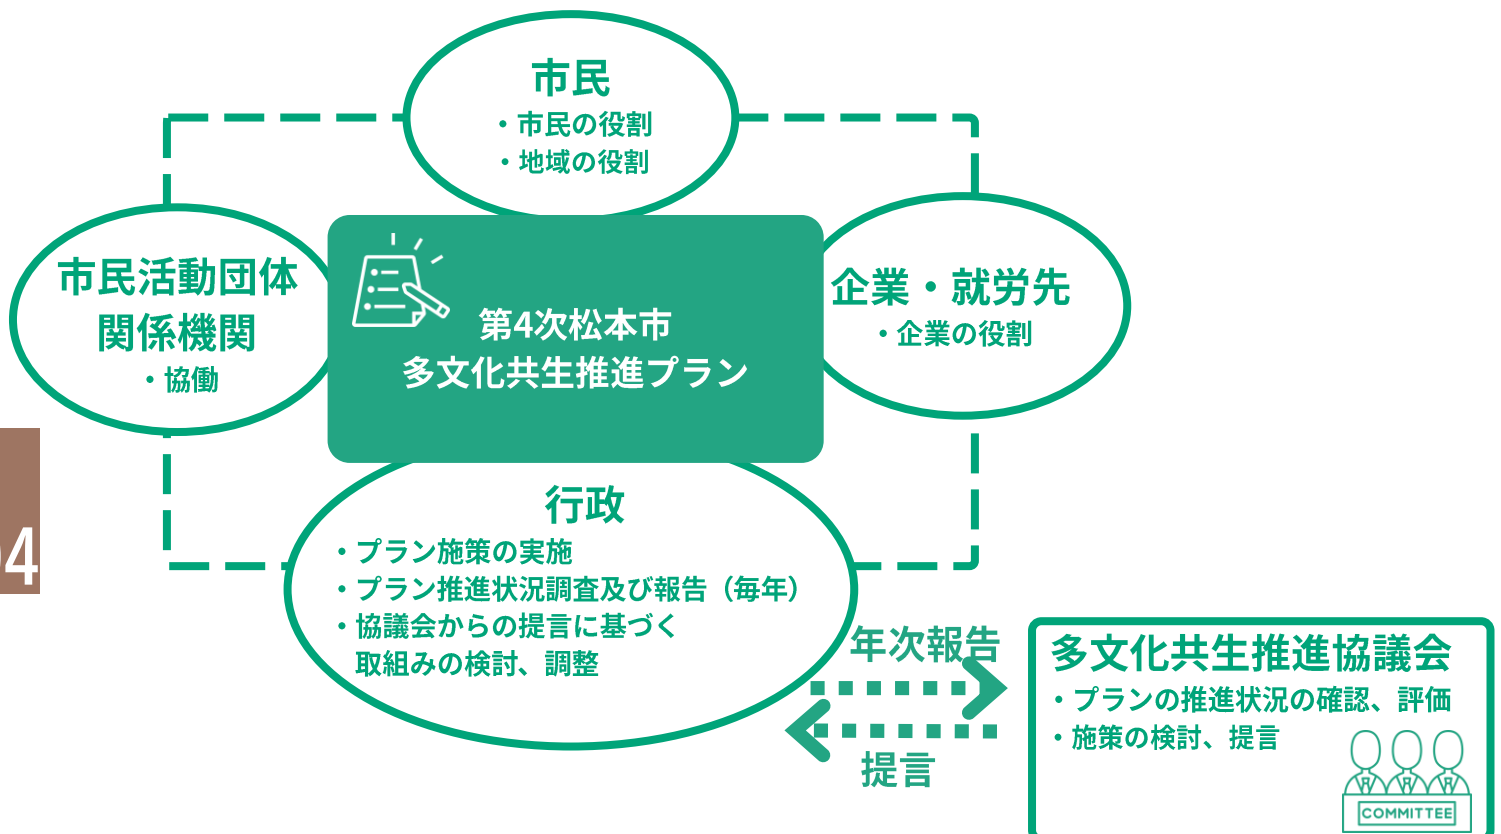 市民
・市民の役割
・地域の役割
市民活動団体
関係機関
・協働
第4次松本市
多文化共生推進プラン
企業・就労先
・企業の役割
行政
・プラン施策の実施
・プラン推進状況調査及び報告（毎年）
・協議会からの提言に基づく
取組みの検討、調整
年次報告
提言
多文化共生推進協議会
・プランの推進状況の確認、評価
・施策の検討、提言
COMMITTEE
4